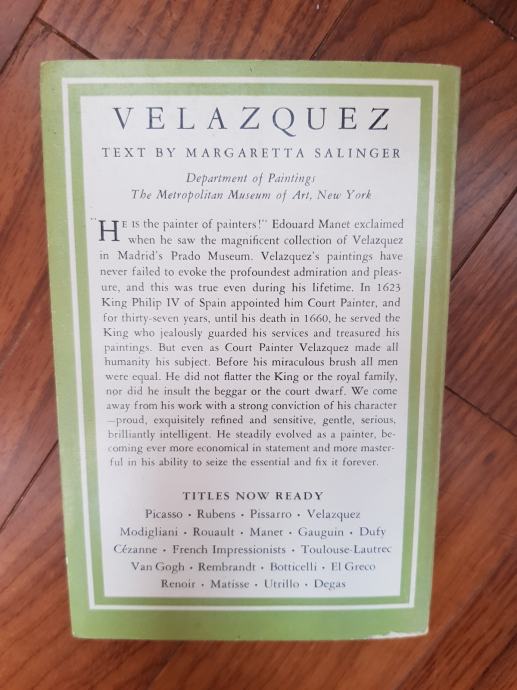 VELAZQUEZ
TEXT BY MARGARETTA SALINGER
Department of Paintings
The Metropolitan Museum of Art, New York
"HE IS the painter of painters!" Edouard Manet exclaimed
when he saw the magnificent collection of Velazquez
in Madrid's Prado Museum. Velazquez's paintings have
never failed to evoke the profoundest admiration and pleas-
ure, and this was true even during his lifetime. In 1623
King Philip IV of Spain appointed him Court Painter, and
for thirty-seven years, until his death in 1660, he served the
King who jealously guarded his services and treasured his
paintings. But even as Court Painter Velazquez made all
humanity his subject. Before his miraculous brush all men
were equal. He did not flatter the King or the royal family,
nor did he insult the beggar or the court dwarf. We come
away from his work with a strong conviction of his character
—proud, exquisitely refined and sensitive, gentle, serious,
brilliantly intelligent. He steadily evolved as a painter, be-
coming ever more economical in statement and more master-
ful in his ability to seize the essential and fix it forever.
TITLES NOW READY
Picasso • Rubens • Pissarro • Velazquez
Modigliani • Rouault • Manet • Gauguin • Dufy
Cézanne • French Impressionists • Toulouse-Lautrec
Van Gogh • Rembrandt • Botticelli • El Greco
Renoir • Matisse • Utrillo • Degas